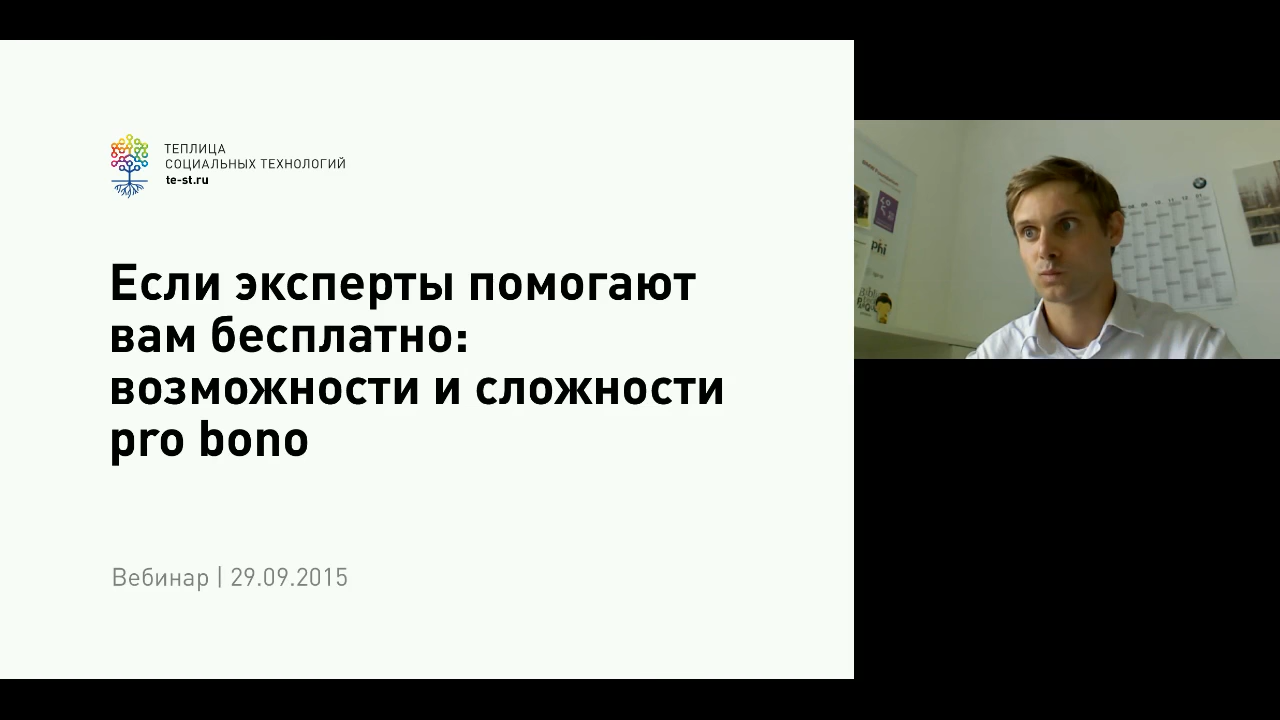 ТЕПЛИЦА
СОЦИАЛЬНЫХ ТЕХНОЛОГИЙ
te-st.ru
Если эксперты помогают
вам бесплатно:
возможности и сложности
pro bono
Вебинар | 29.09.2015
phi